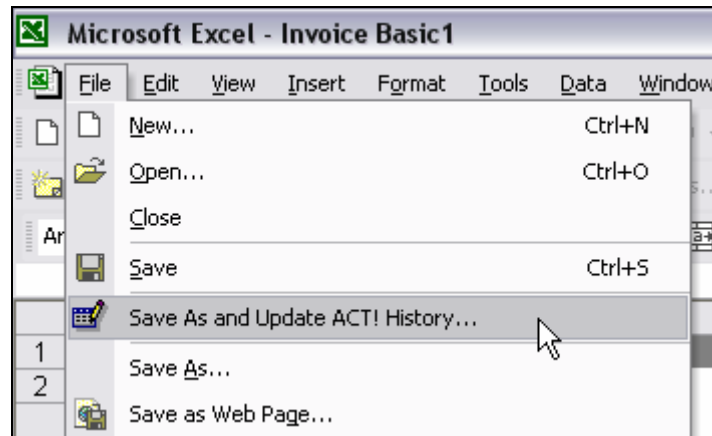 Microsoft Excel - Invoice Basic1
File Edit View Insert Format Tools Data Window
New... Ctrl+N
Open... Ctrl+O
Close
Ar
Save Ctrl+S
Save As and Update ACT! History...
1
Save As...
2
Save as Web Page...